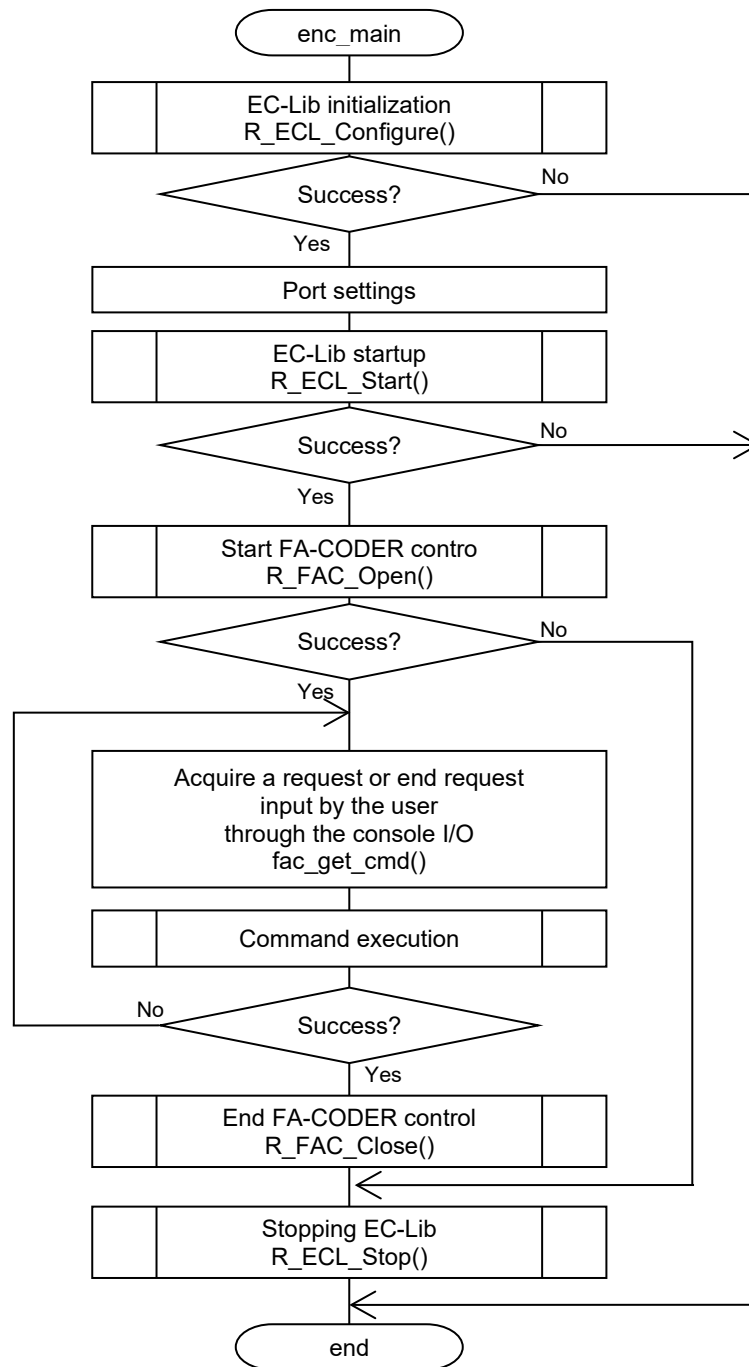 enc_main
EC-Lib initialization
R_ECL_Configure()
Success?
No
Yes
Port settings
EC-Lib startup
R_ECL_Start()
Success?
No
Yes
Start FA-CODER contro
R_FAC_Open()
Success?
No
Yes
Acquire a request or end request
input by the user
through the console I/O
fac_get_cmd()
Command execution
No
Success?
Yes
End FA-CODER control
R_FAC_Close()
Stopping EC-Lib
R_ECL_Stop()
end